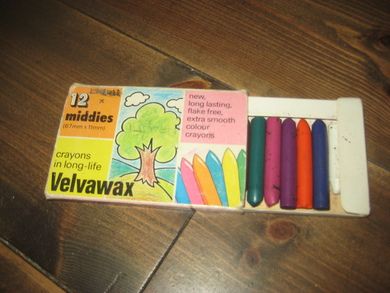 12 x
middies
(67mm x 11mm)
new,
long lasting,
flake free,
extra smooth
colour
crayons
crayons
in long-life
Velvawax